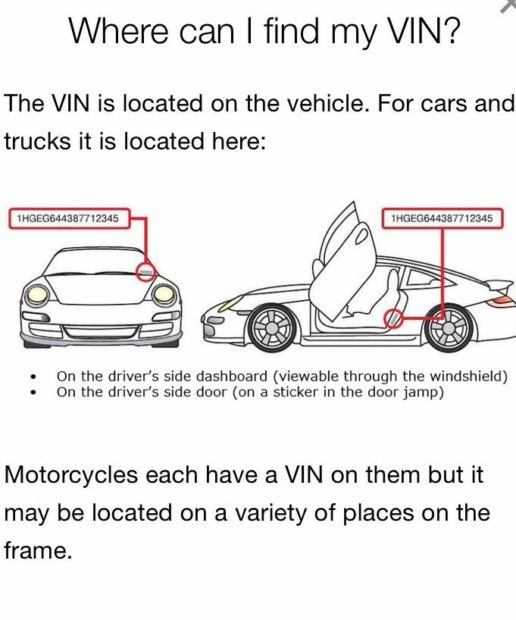 Where can I find my VIN?
The VIN is located on the vehicle. For cars and
trucks it is located here:
1HGEG644387712345
1HGEG644387712345
• On the driver's side dashboard (viewable through the windshield)
• On the driver's side door (on a sticker in the door jamp)
Motorcycles each have a VIN on them but it
may be located on a variety of places on the
frame.